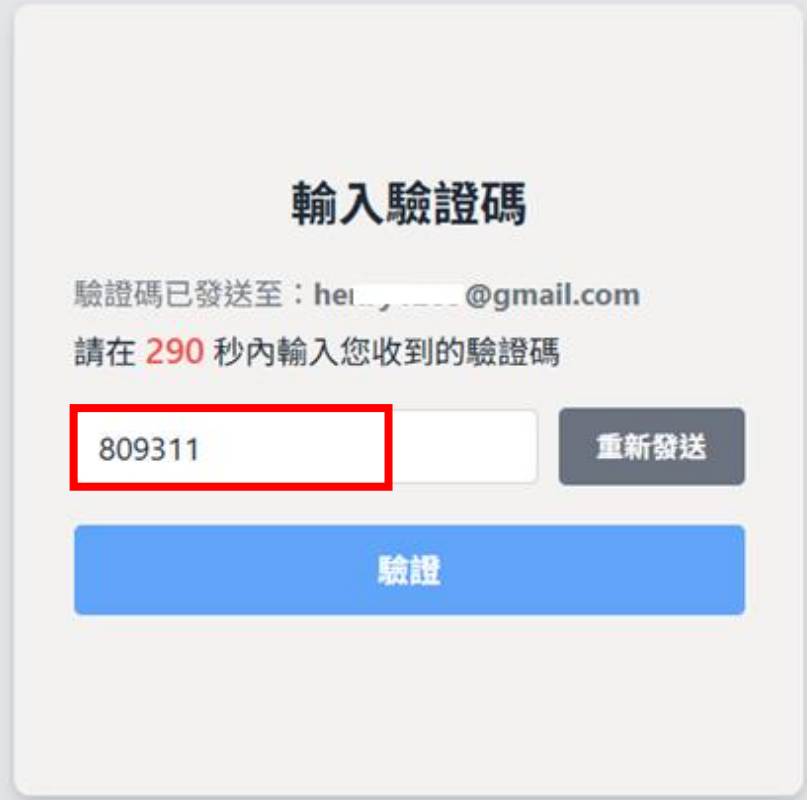 輸入驗證碼
驗證碼已發送至：he @gmail.com
請在 290 秒內輸入您收到的驗證碼
809311
重新發送
驗證